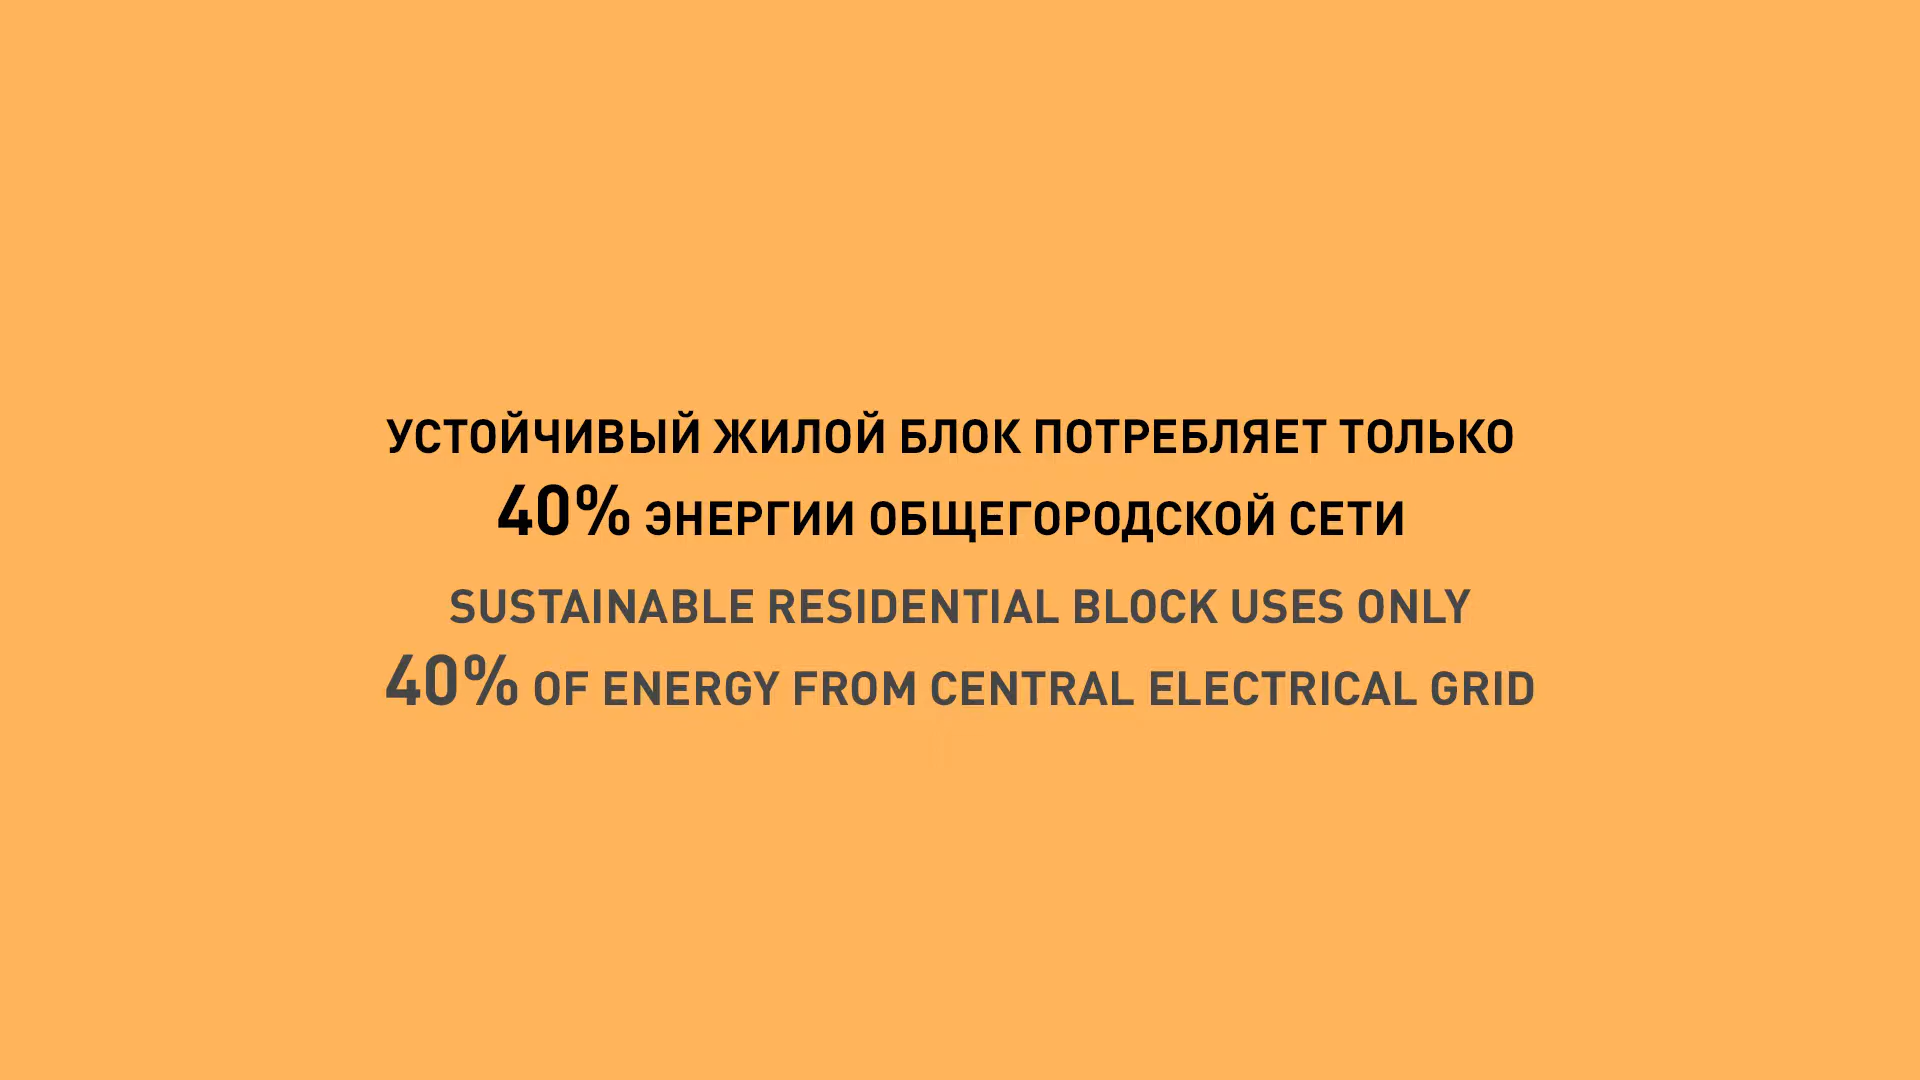 УСТОЙЧИВЫЙ ЖИЛОЙ БЛОК ПОТРЕБЛЯЕТ ТОЛЬКО
40% ЭНЕРГИИ ОБЩЕГОРОДСКОЙ СЕТИ
SUSTAINABLE RESIDENTIAL BLOCK USES ONLY
40% OF ENERGY FROM CENTRAL ELECTRICAL GRID